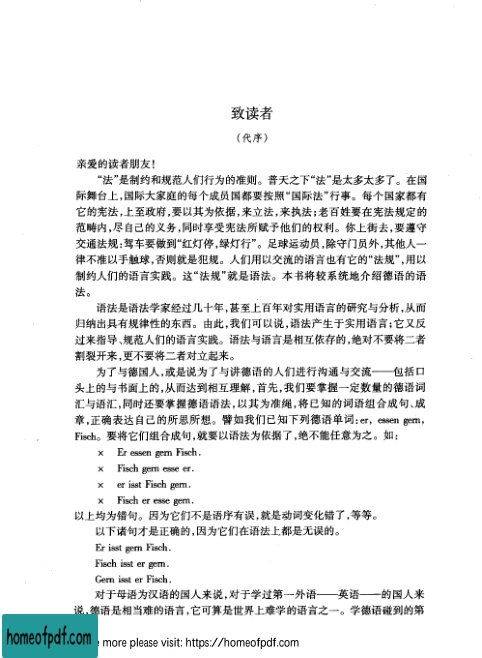 致读者
(代序)
亲爱的读者朋友!
“法”是制约和规范人们行为的准则。普天之下“法”是太多太多了。在国
际舞台上,国际大家庭的每个成员国都要按照“国际法”行事。每个国家都有
它的宪法,上至政府,要以其为依据,来立法,来执法;老百姓要在宪法规定的
范畴内,尽自己的义务,同时享受宪法所赋予他们的权利。你上街去,要遵守
交通法规;驾车要做到“红灯停,绿灯行”。足球运动员,除守门员外,其他人一
律不准以手触球,否则就是犯规。人们用以交流的语言也有它的“法规”,用以
制约人们的语言实践。这“法规”就是语法。本书将较系统地介绍德语的语
法。
语法是语法学家经过几十年,甚至上百年对实用语言的研究与分析,从而
归纳出具有规律性的东西。由此,我们可以说,语法产生于实用语言;它又反
过来指导、规范人们的语言实践。语法与语言是相互依存的,绝对不要将二者
割裂开来,更不要将二者对立起来。
为了与德国人,或是说为了与讲德语的人们进行沟通与交流——包括口
头上的与书面上的,从而达到相互理解,首先,我们要掌握一定数量的德语词
汇与语汇,同时还要掌握德语语法,以其为准绳,将已知的词语组合成句、成
章,正确表达自己的所思所想。譬如我们已知下列德语单词:er, essen, gern,
Fisch。要将它们组合成句,就要以语法为依据了,绝不能任意为之。如:
× Er essen gern Fisch.
× Fisch gern esse er.
× er isst Fisch gern.
× Fisch er esse gern.
以上均为错句。因为它们不是语序有误,就是动词变化错了,等等。
以下诸句才是正确的,因为它们在语法上都是无误的。
Er isst gern Fisch.
Fisch isst er gern.
Gern isst er Fisch.
对于母语为汉语的国人来说,对于学过第一外语——英语——的国人来
说,德语是相当难的语言,它可算是世界上难学的语言之一。学德语碰到的第
homeofpdf.com
more please visit: https://homeofpdf.com